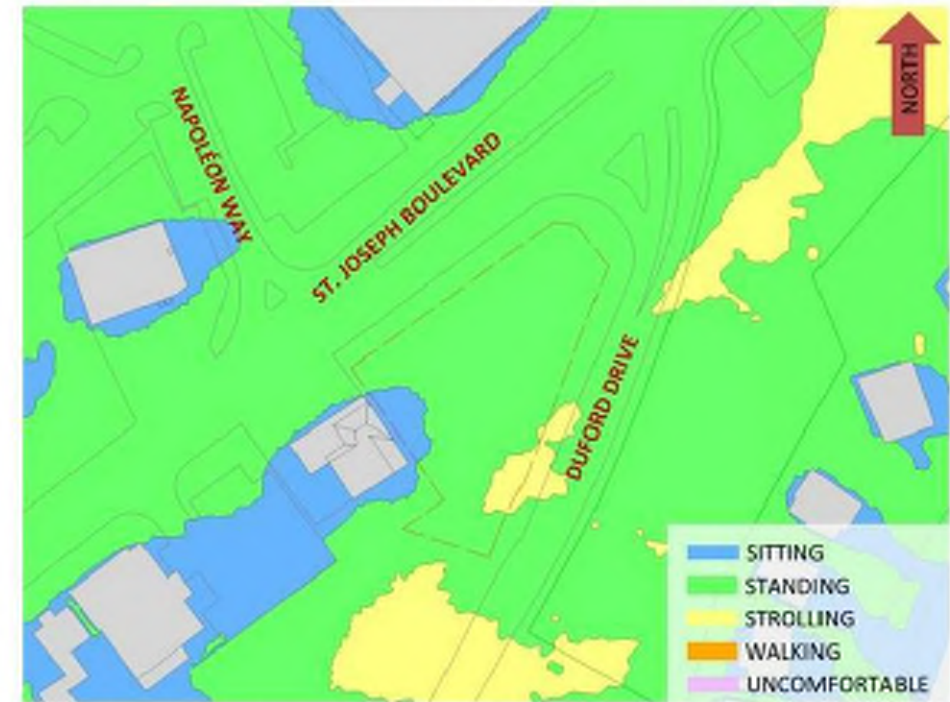 NORTH
NAPOLÉON WAY
ST. JOSEPH BOULEVARD
DUFORD DRIVE
SITTING
STANDING
STROLLING
WALKING
UNCOMFORTABLE